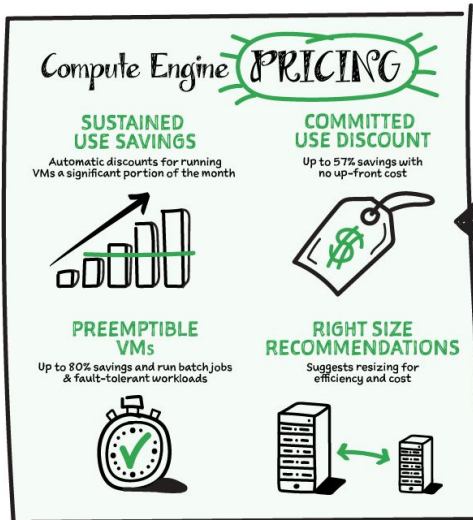 Compute Engine PRICING
SUSTAINED
USE SAVINGS
Automatic discounts for running
VMs a significant portion of the month
COMMITTED
USE DISCOUNT
Up to 57% savings with
no up-front cost
$
PREEMPTIBLE
VMs
Up to 80% savings and run batch jobs
& fault-tolerant workloads
RIGHT SIZE
RECOMMENDATIONS
Suggests resizing for
efficiency and cost